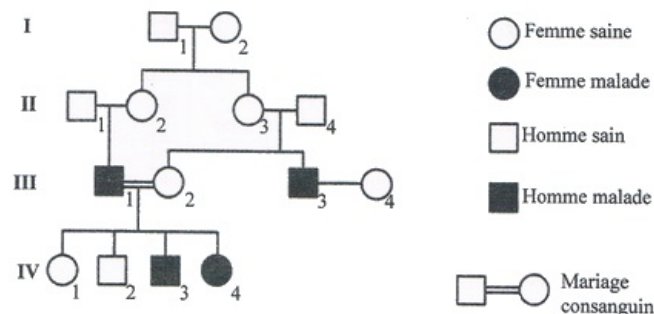 I
1
2
Femme saine
Femme malade
II
1
2
3
4
Homme sain
III
1
2
3
4
Homme malade
IV
1
2
3
4
Mariage
consanguin